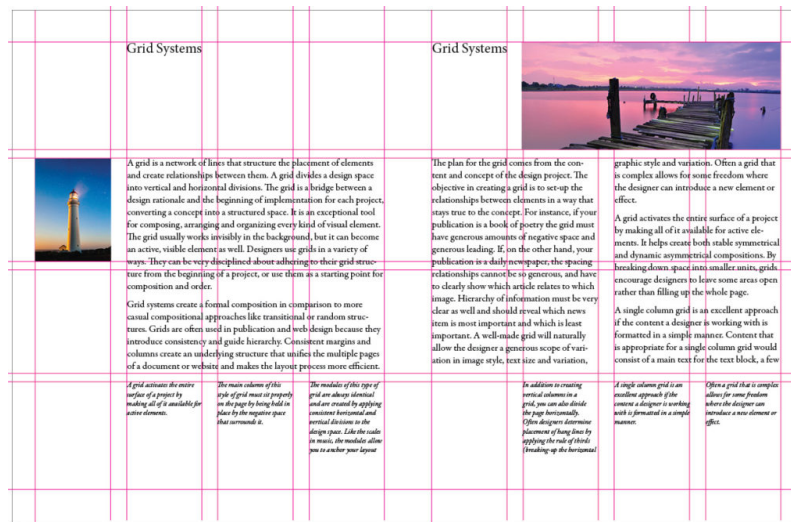 Grid Systems
A grid is a network of lines that structure the placement of elements
and create relationships between them. A grid divides a design space
into vertical and horizontal divisions. The grid is a bridge between a
design rationale and the beginning of implementation for each project,
converting a concept into a structured space. It is an exceptional tool
for composing, arranging and organizing every kind of visual element.
The grid usually works invisibly in the background, but it can become
an active, visible element as well. Designers use grids in a variety of
ways. They can be very disciplined about adhering to their grid struc-
ture from the beginning of a project, or use them as a starting point for
composition and order.
Grid systems create a formal composition in comparison to more
casual compositional approaches like transitional or random struc-
tures. Grids are often used in publication and web design because they
introduce consistency and guide hierarchy. Consistent margins and
columns create an underlying structure that unifies the multiple pages
of a document or website and makes the layout process more efficient.
A grid activates the entire
surface of a project by
making all of it available for
active elements.
The main column of this
style of grid must sit properly
on the page by being held in
place by the negative space
that surrounds it.
The modules of this type of
grid are always identical
and are created by applying
consistent horizontal and
vertical divisions to the
design space. Like the scales
in music, the modules allow
you to anchor your layout
Grid Systems
The plan for the grid comes from the con-
tent and concept of the design project. The
objective in creating a grid is to set-up the
relationships between elements in a way that
stays true to the concept. For instance, if your
publication is a book of poetry the grid must
have generous amounts of negative space and
generous leading. If, on the other hand, your
publication is a daily newspaper, the spacing
relationships cannot be so generous, and have
to clearly show which article relates to which
image. Hierarchy of information must be very
clear as well and should reveal which news
item is most important and which is least
important. A well-made grid will naturally
allow the designer a generous scope of vari-
ation in image style, text size and variation,
graphic style and variation. Often a grid that
is complex allows for some freedom where
the designer can introduce a new element or
effect.
A grid activates the entire surface of a project
by making all of it available for active ele-
ments. It helps create both stable symmetrical
and dynamic asymmetrical compositions. By
breaking down space into smaller units, grids
encourage designers to leave some areas open
rather than filling up the whole page.
A single column grid is an excellent approach
if the content a designer is working with is
formatted in a simple manner. Content that
is appropriate for a single column grid would
consist of a main text for the text block, a few
In addition to creating
vertical columns in a
grid, you can also divide
the page horizontally.
Often designers determine
placement of hang lines by
applying the rule of thirds
(breaking-up the horizontal
A single column grid is an
excellent approach if the
content a designer is working
with is formatted in a simple
manner.
Often a grid that is complex
allows for some freedom
where the designer can
introduce a new element or
effect.